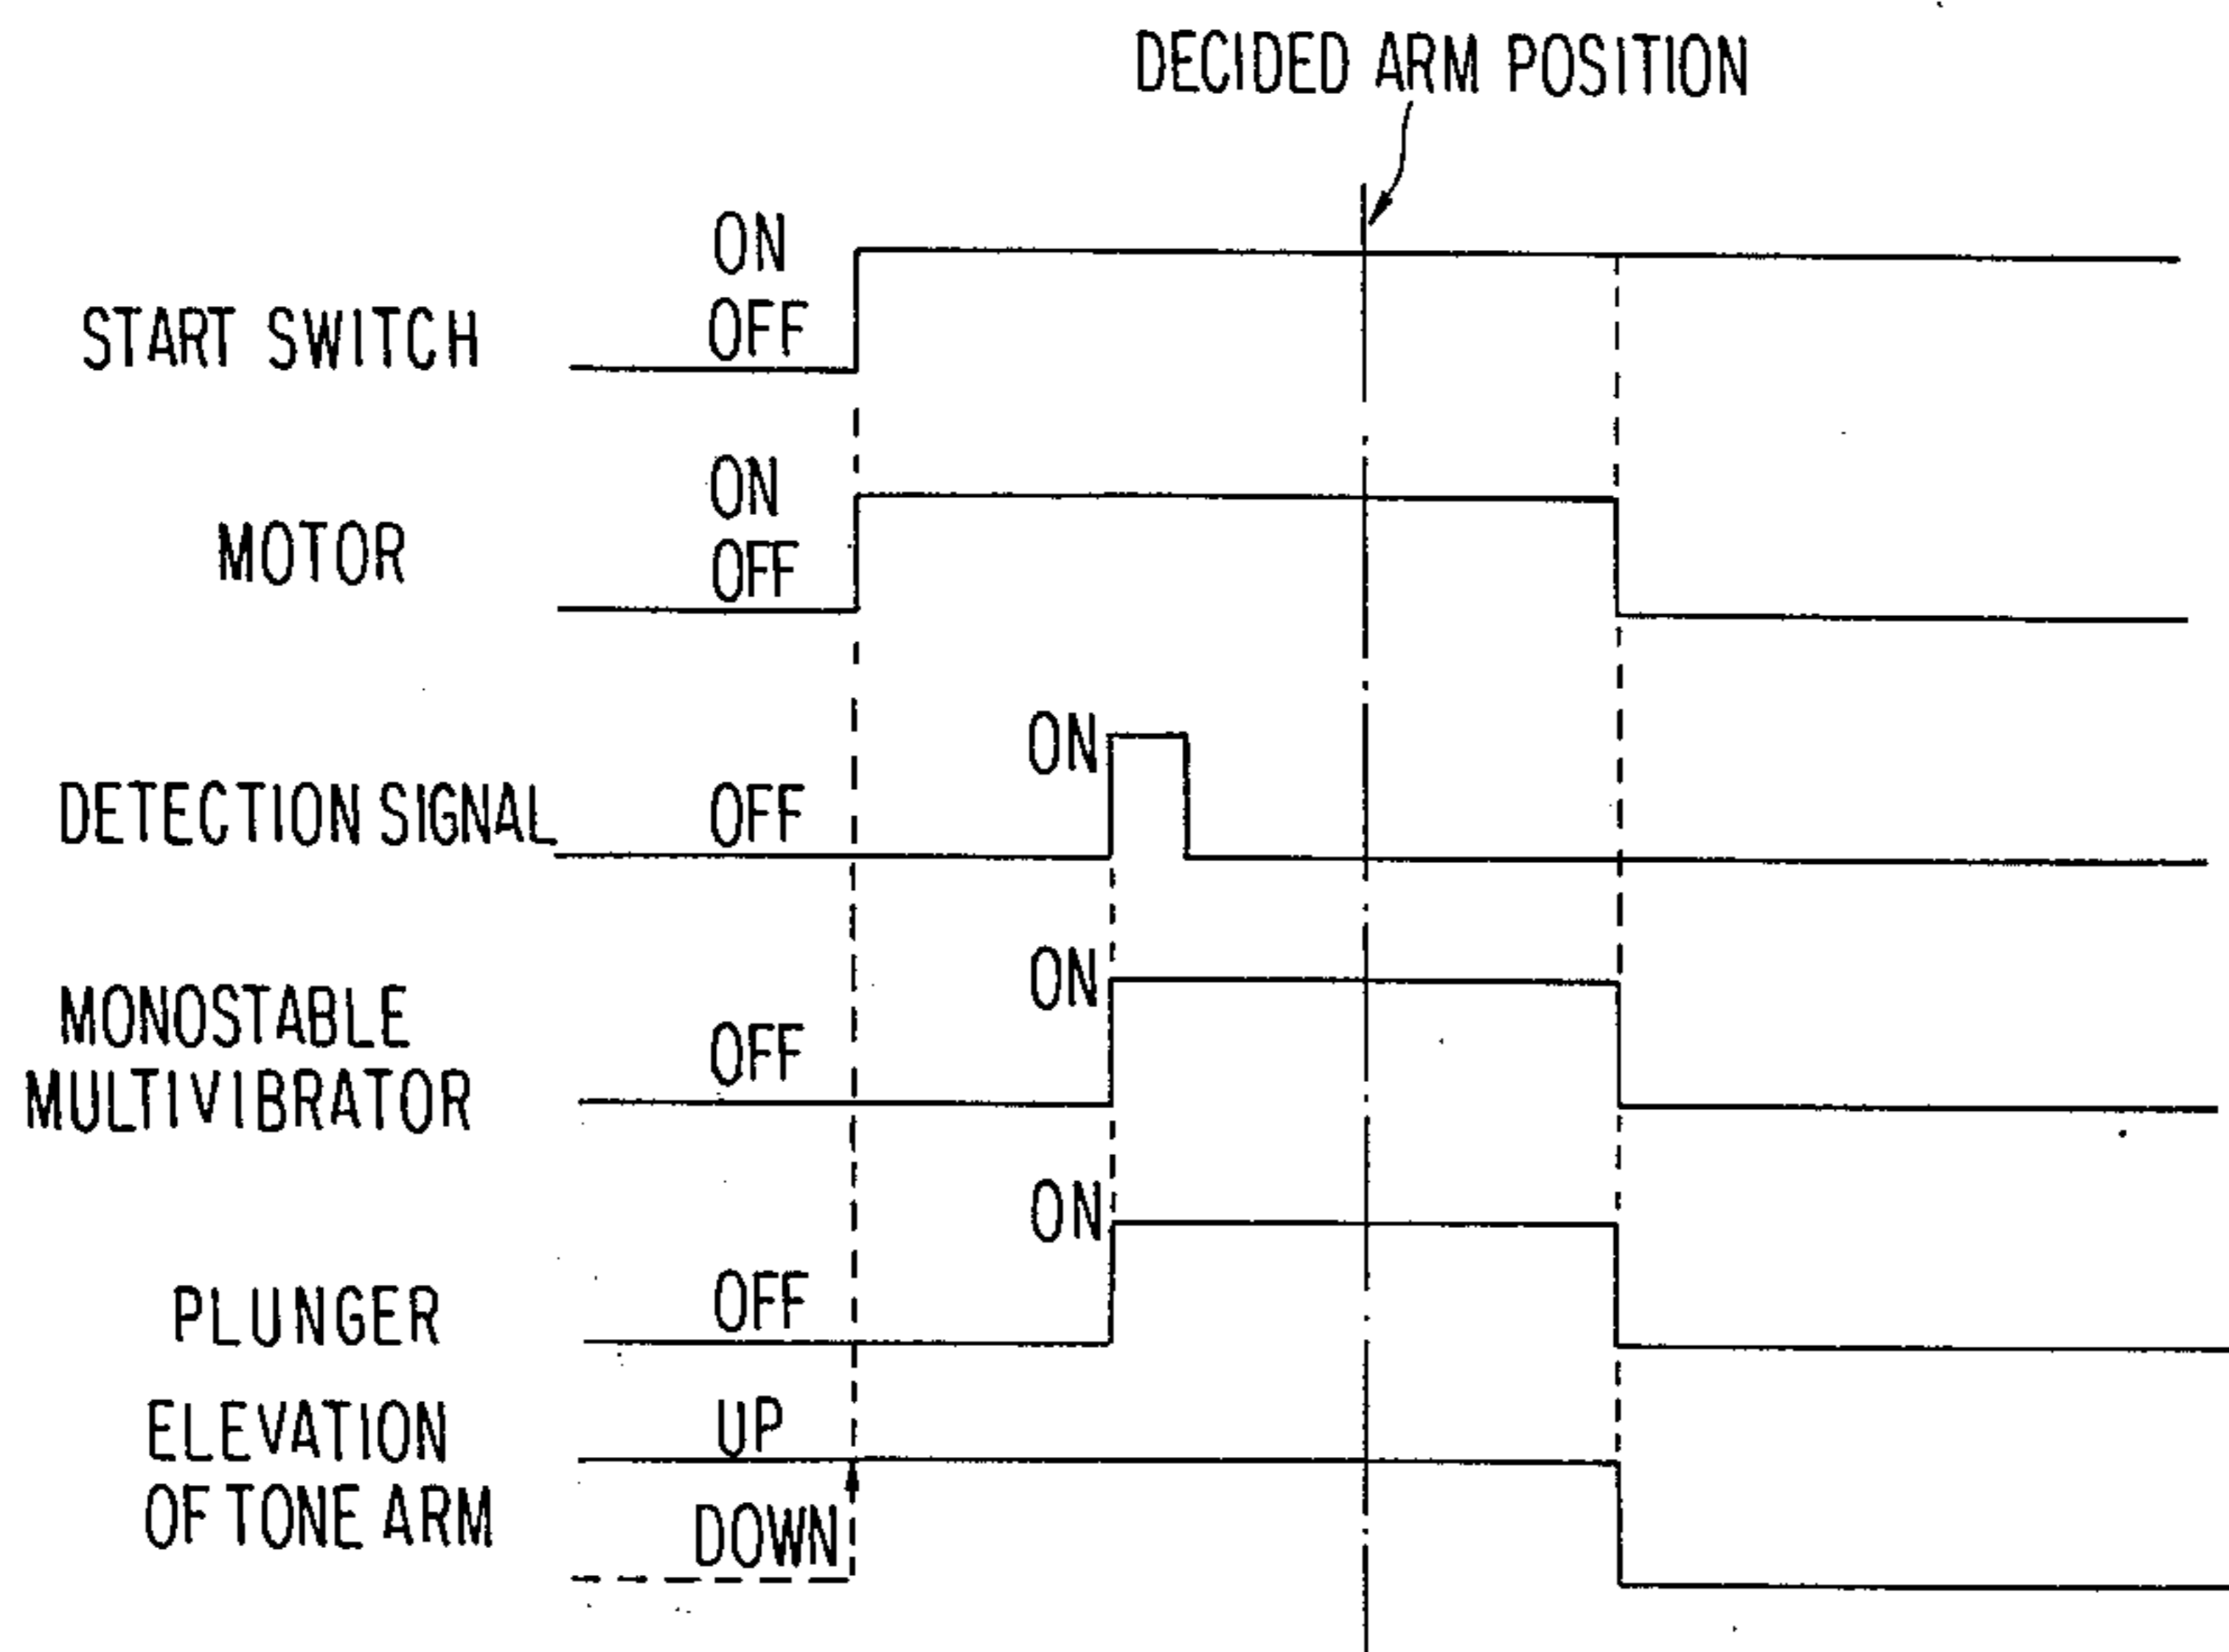 DECIDED ARM POSITION
ON
OFF
START SWITCH
ON
OFF
MOTOR
ON
OFF
DETECTION SIGNAL
ON
OFF
MONOSTABLE
MULTIVIBRATOR
ON
OFF
PLUNGER
UP
ELEVATION
OF TONE ARM
DOWN